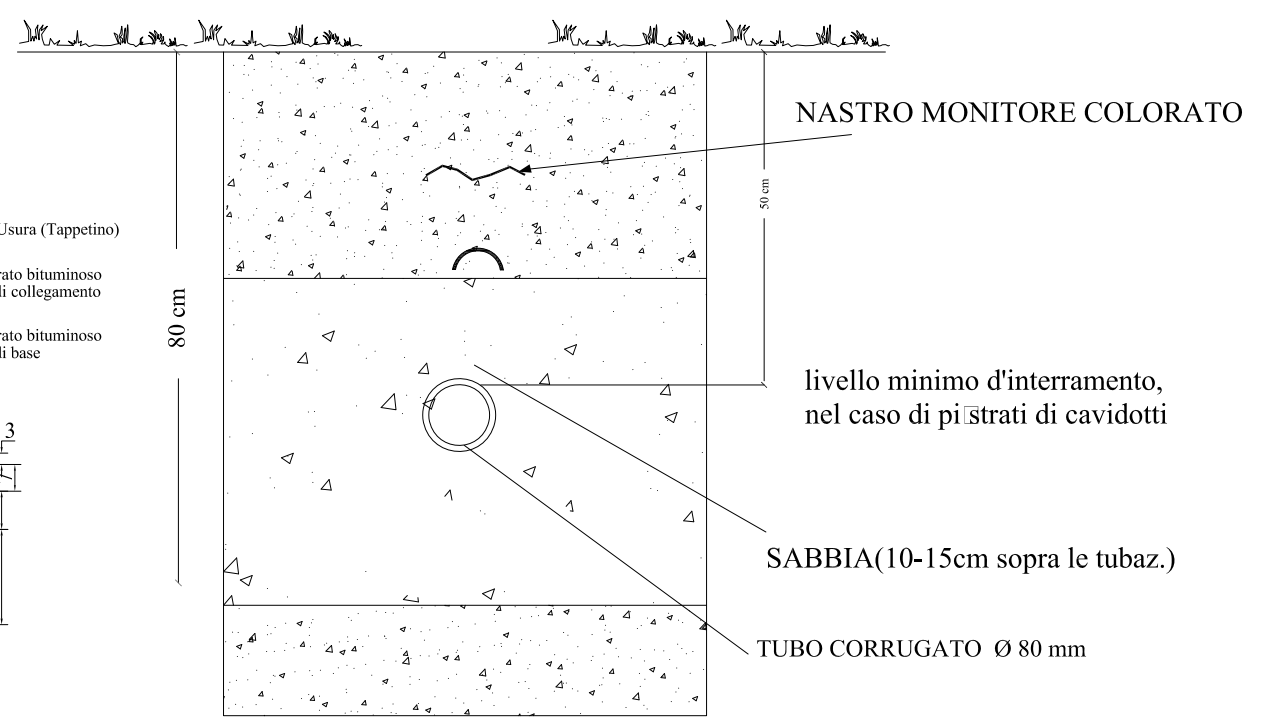 NASTRO MONITORE COLORATO
50 cm
Usura (Tappetino)
rato bituminoso
di collegamento
80 cm
rato bituminoso
di base
livello minimo d'interramento,
nel caso di pi□strati di cavidotti
3
7
SABBIA(10-15cm sopra le tubaz.)
TUBO CORRUGATO Ø 80 mm